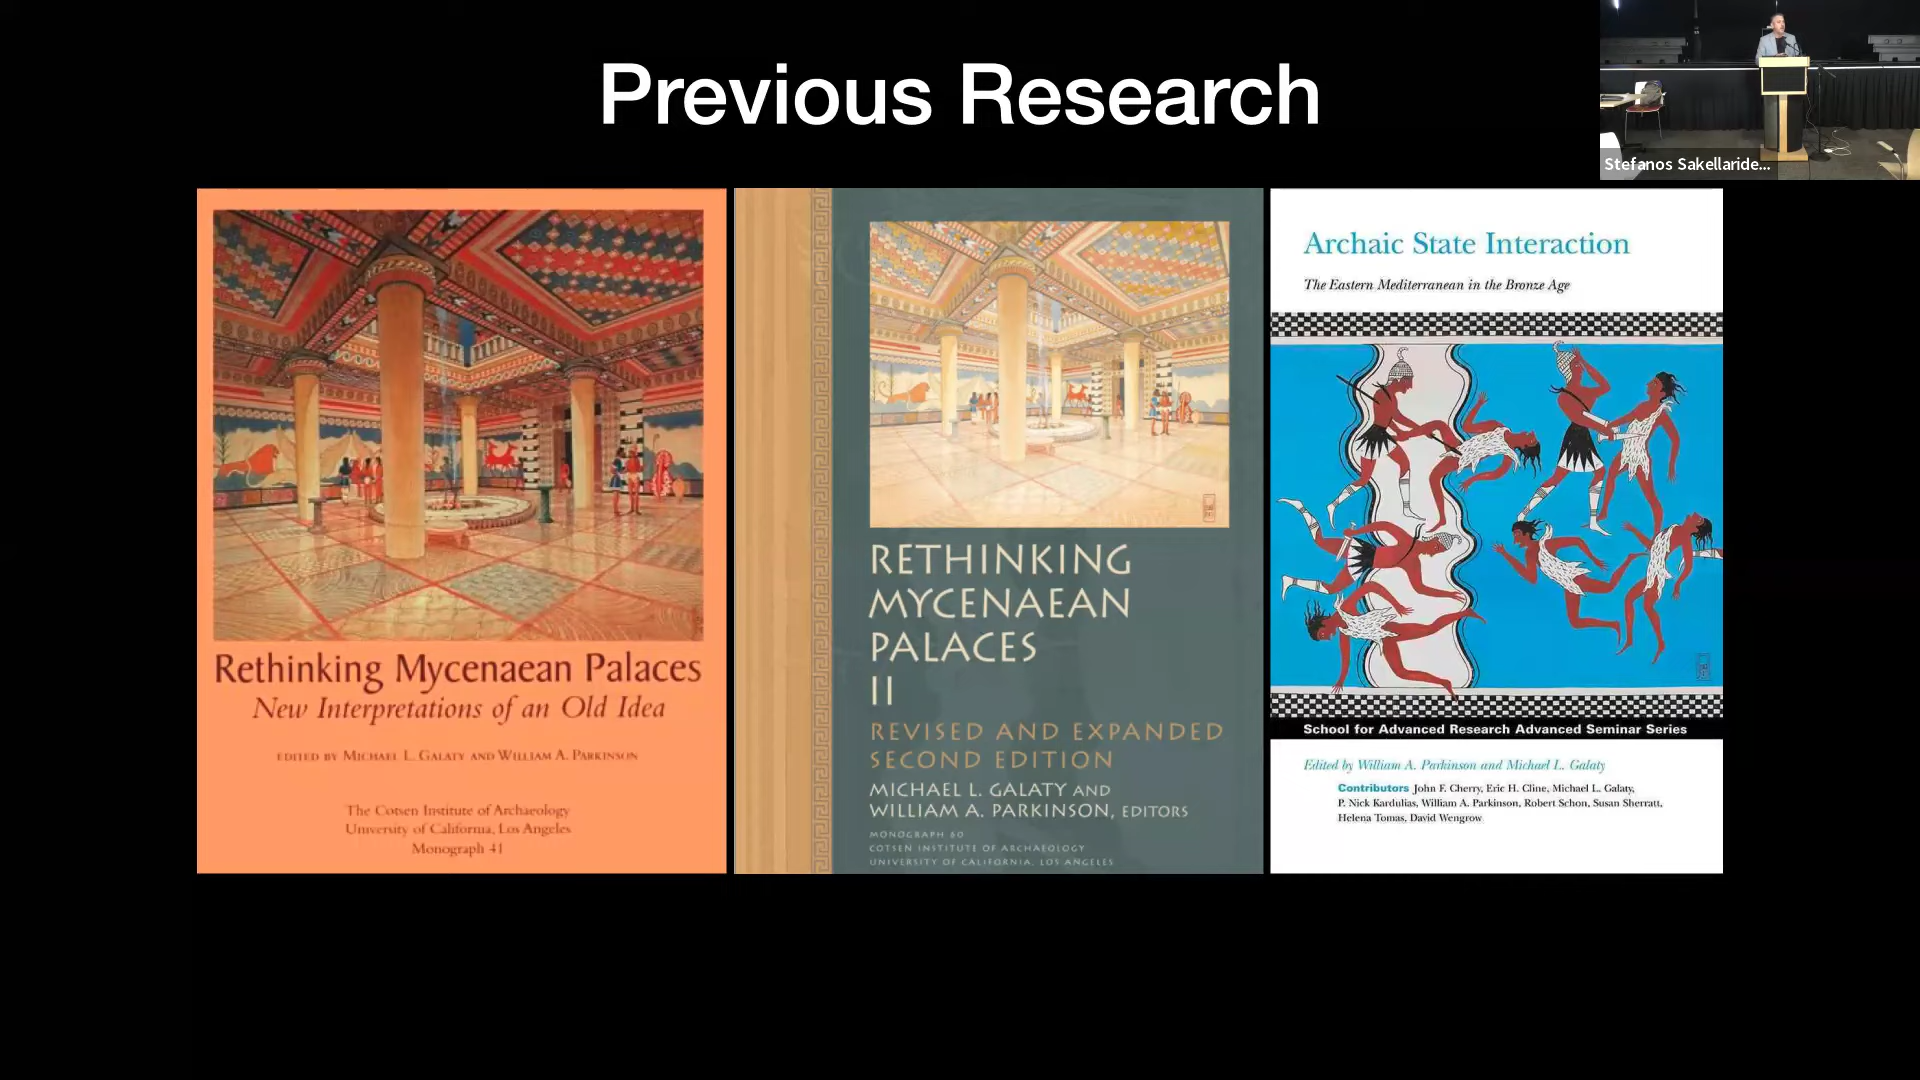 Previous Research
Stefanos Sakellaride...
Rethinking Mycenaean Palaces
New Interpretations of an Old Idea
EDITED BY MICHAEL L. GALATY AND WILLIAM A. PARKINSON
The Cotsen Institute of Archaeology
University of California, Los Angeles
Monograph 41
RETHINKING
MYCENAEAN
PALACES
II
REVISED AND EXPANDED
SECOND EDITION
MICHAEL L. GALATY AND
WILLIAM A. PARKINSON, EDITORS
MONOGRAPH 60
COTSEN INSTITUTE OF ARCHAEOLOGY
UNIVERSITY OF CALIFORNIA, LOS ANGELES
Archaic State Interaction
The Eastern Mediterranean in the Bronze Age
School for Advanced Research Advanced Seminar Series
Edited by William A. Parkinson and Michael L. Galaty
Contributors John F. Cherry, Eric H. Cline, Michael L. Galaty,
P. Nick Kardulias, William A. Parkinson, Robert Schon, Susan Sherratt,
Helena Tomas, David Wengrow